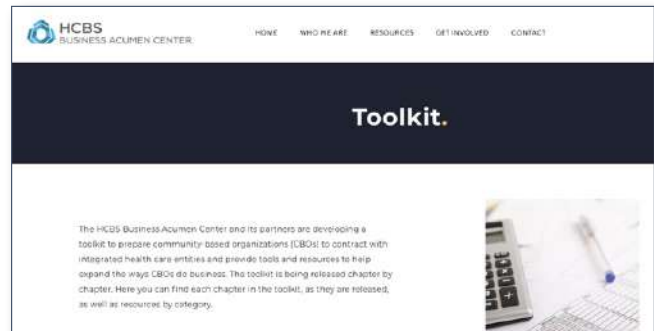 HCBS
BUSINESS ACUMEN CENTER
HOME WHO WE ARE RESOURCES GET INVOLVED CONTACT
Toolkit.
The HCBS Business Acumen Center and its partners are developing a
toolkit to prepare community-based organizations (CBOs) to contract with
integrated health care entities and provide tools and resources to help
expand the ways CBOs do business. The toolkit is being released chapter by
chapter. Here you can find each chapter in the toolkit, as they are released,
as well as resources by category.